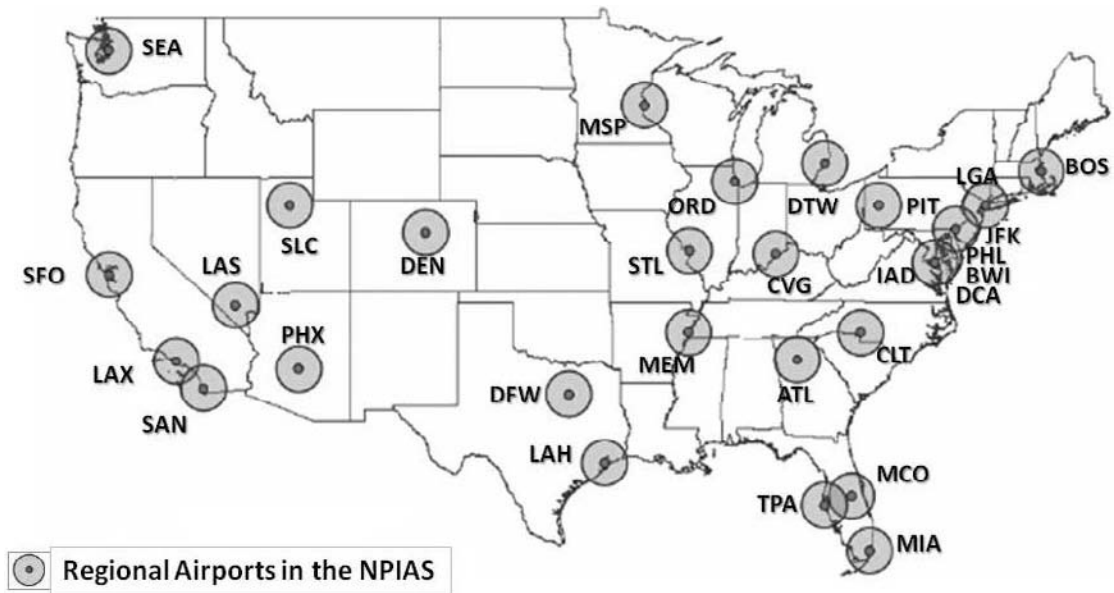 SEA
MSP
BOS
LGA
ORD
DTW
PIT
JFK
SLC
DEN
STL
CVG
IAD
PHL
BWI
DCA
SFO
LAS
PHX
MEM
CLT
LAX
ATL
SAN
DFW
LAH
MCO
TPA
MIA
Regional Airports in the NPIAS